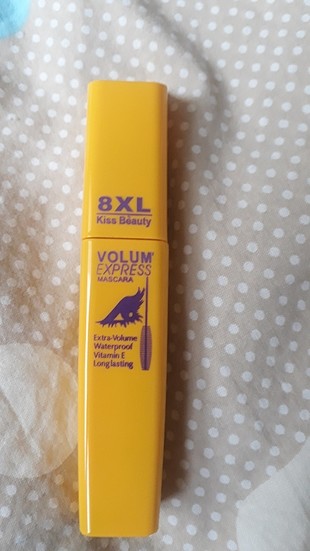 8XL
Kiss Beauty
VOLUM'
EXPRESS
MASCARA
Extra-Volume
Waterproof
Vitamin E
Longlasting